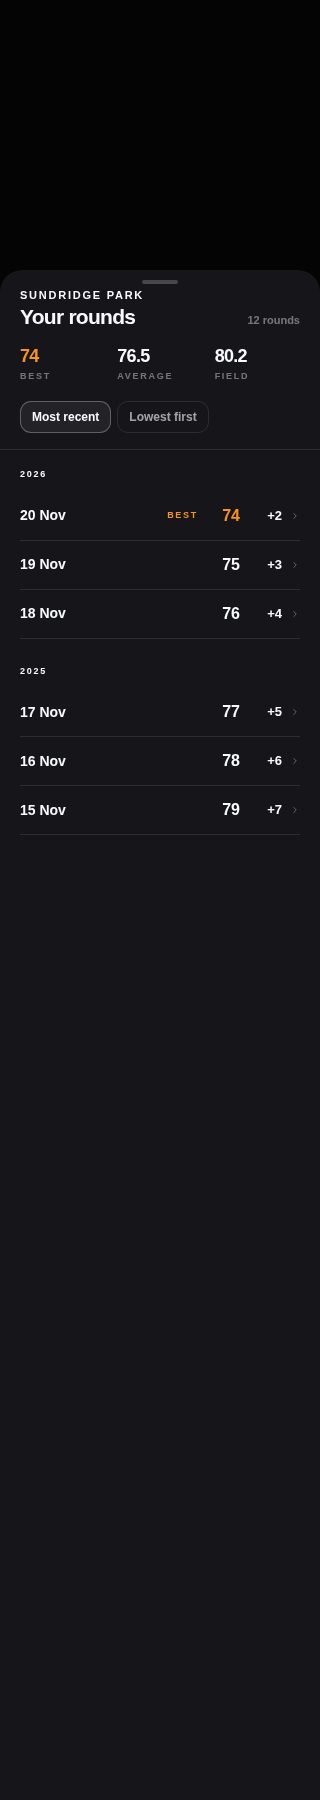 SUNDRIDGE PARK
Your rounds
12 rounds
74 76.5 80.2
BEST AVERAGE FIELD
Most recent Lowest first
2026
20 Nov BEST 74 +2 ›
19 Nov 75 +3 ›
18 Nov 76 +4 ›
2025
17 Nov 77 +5 ›
16 Nov 78 +6 ›
15 Nov 79 +7 ›